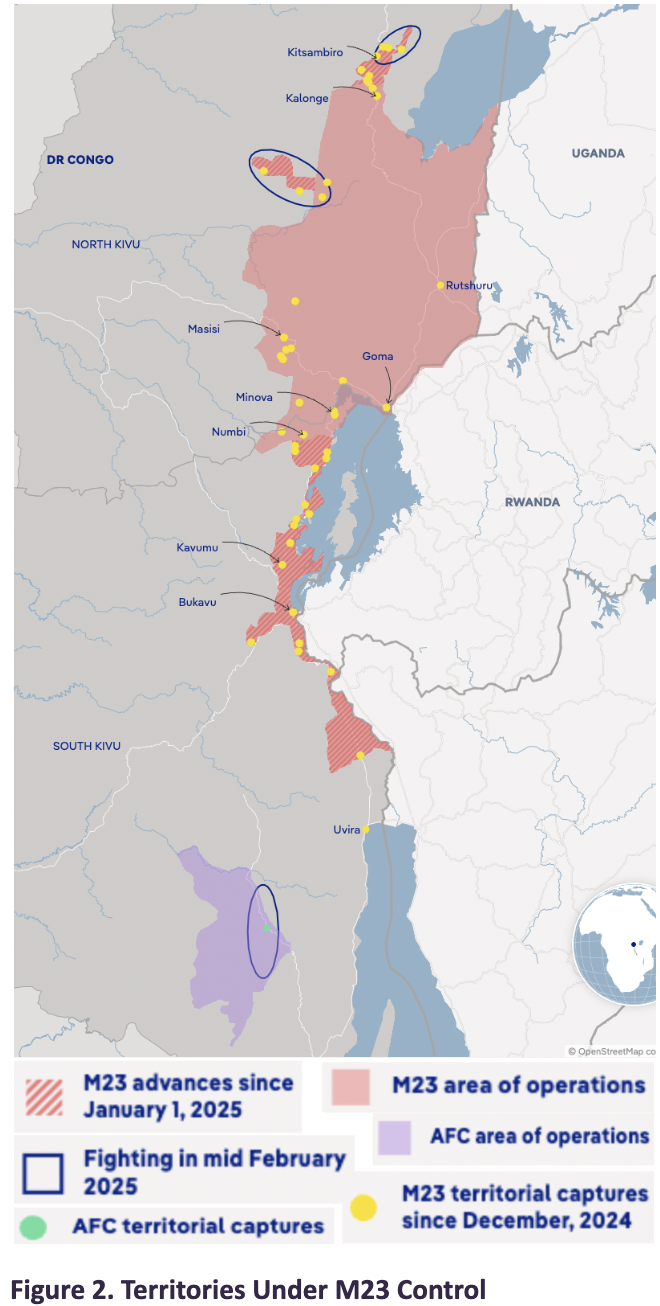 Kitsambiro
Kalonge
DR CONGO
UGANDA
NORTH KIVU
Rutshuru
Masisi
Goma
Minova
Numbi
RWANDA
Kavumu
Bukavu
SOUTH KIVU
Uvira
© OpenStreetMap co
M23 advances since
January 1, 2025
M23 area of operations
AFC area of operations
Fighting in mid February
2025
M23 territorial captures
since December, 2024
AFC territorial captures
Figure 2. Territories Under M23 Control